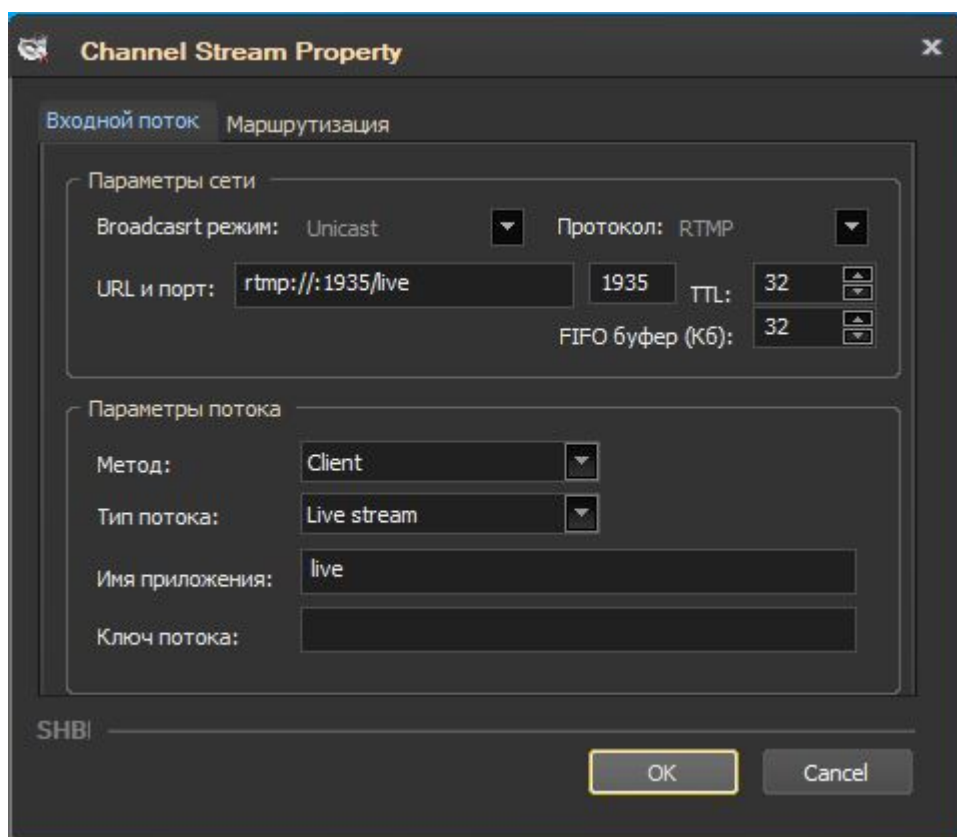 Channel Stream Property
Входной поток Маршрутизация
Параметры сети
Broadcasrt режим: Unicast Протокол: RTMP
URL и порт: rtmp://:1935/live 1935 TTL: 32
FIFO буфер (Кб): 32
Параметры потока
Метод: Client
Тип потока: Live stream
Имя приложения: live
Ключ потока:
SHBI
OK Cancel